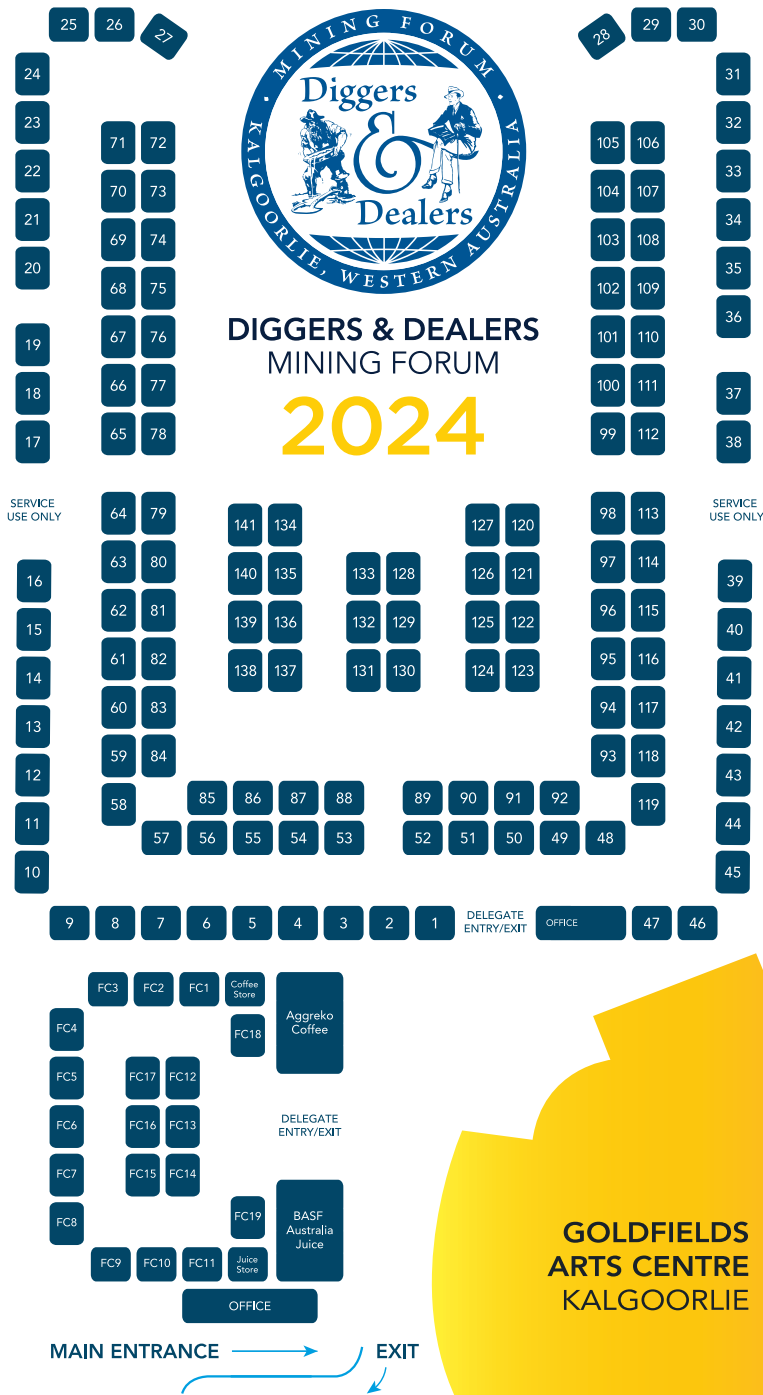 25 26 27 28 29 30
MINING FORUM
KALGOORLIE, WESTERN AUSTRALIA
Diggers
&
Dealers
24 31
23 32
71 72 105 106
22 33
70 73 104 107
21 34
69 74 103 108
20 35
68 75 102 109
36
DIGGERS & DEALERS
19 67 76 101 110
MINING FORUM
18 66 77 100 111 37
2024
17 65 78 99 112 38
SERVICE
USE ONLY
64 79 98 113
SERVICE
USE ONLY
141 134 127 120
63 80 97 114
16 140 135 133 128 126 121 39
62 81 96 115
15 139 136 132 129 125 122 40
61 82 95 116
14 138 137 131 130 124 123 41
60 83 94 117
13 42
59 84 93 118
12 43
85 86 87 88 89 90 91 92
58 119
11 44
57 56 55 54 53 52 51 50 49 48
10 45
9 8 7 6 5 4 3 2 1
DELEGATE
ENTRY/EXIT
OFFICE
47 46
FC3 FC2 FC1
Coffee
Store
Aggreko
Coffee
FC4 FC18
FC5 FC17 FC12
FC6 FC16 FC13
DELEGATE
ENTRY/EXIT
FC7 FC15 FC14
FC8 FC19
BASF
Australia
Juice
FC9 FC10 FC11
Juice
Store
OFFICE
GOLDFIELDS
ARTS CENTRE
KALGOORLIE
MAIN ENTRANCE EXIT